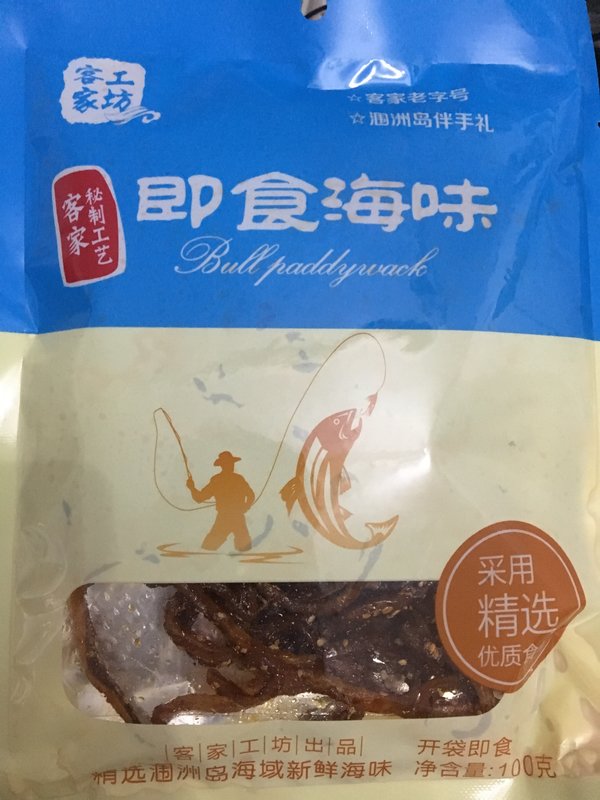 客工
家坊
☆客家老字号
☆涠洲岛伴手礼
客家
秘制工艺
即食海味
Bull paddywack
采用
精选
优质食
客家工坊出品
精选涠洲岛海域新鲜海味
开袋即食
净含量:100克